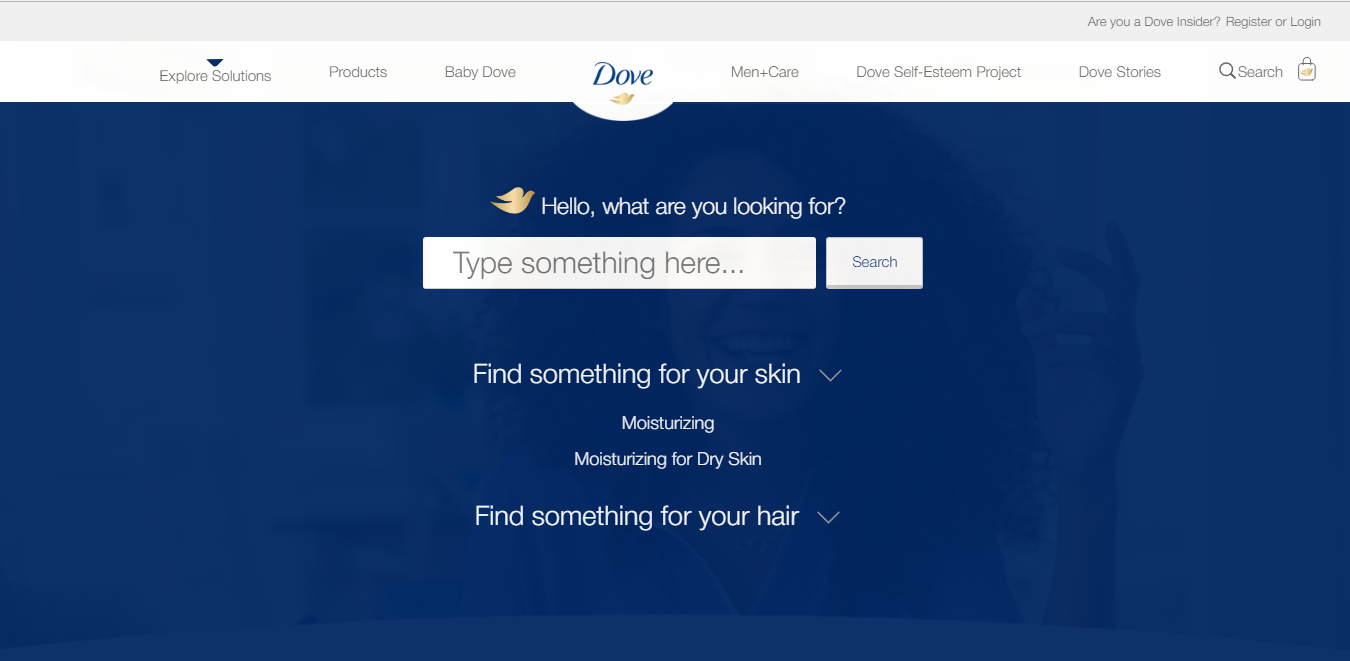 Are you a Dove Insider? Register or Login
Explore Solutions Products Baby Dove Dove Men+Care Dove Self-Esteem Project Dove Stories Search
Hello, what are you looking for?
Type something here...
Search
Find something for your skin
Moisturizing
Moisturizing for Dry Skin
Find something for your hair